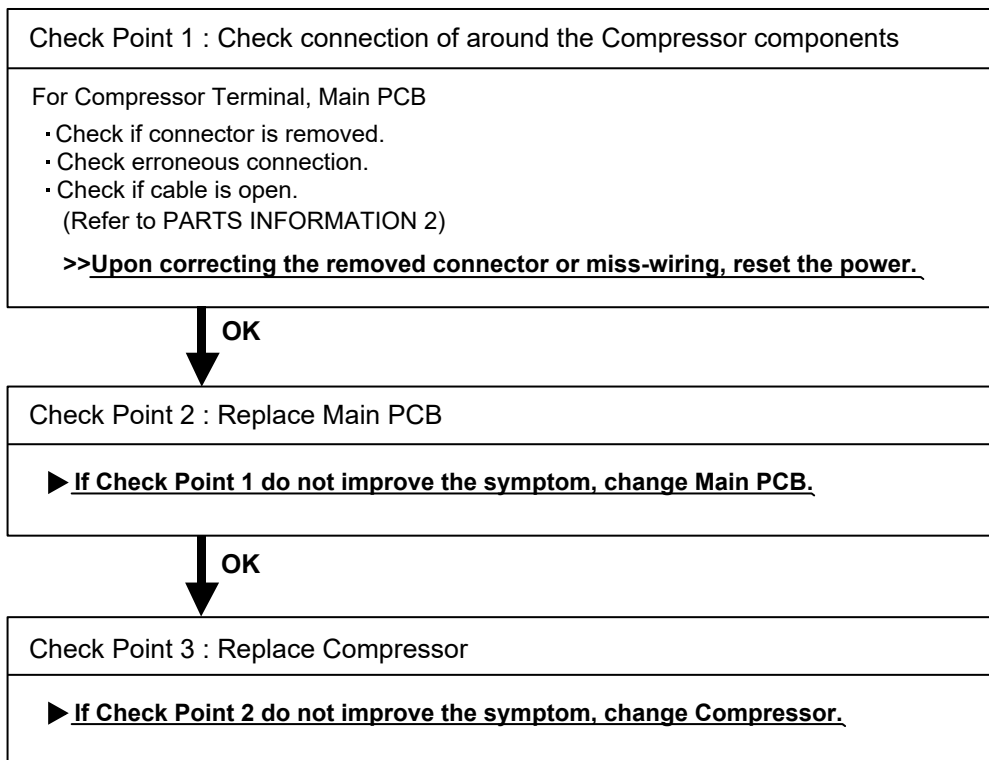 Check Point 1 : Check connection of around the Compressor components
For Compressor Terminal, Main PCB
・Check if connector is removed.
・Check erroneous connection.
・Check if cable is open.
(Refer to PARTS INFORMATION 2)
>>Upon correcting the removed connector or miss-wiring, reset the power.
OK
Check Point 2 : Replace Main PCB
▶ If Check Point 1 do not improve the symptom, change Main PCB.
OK
Check Point 3 : Replace Compressor
▶ If Check Point 2 do not improve the symptom, change Compressor.